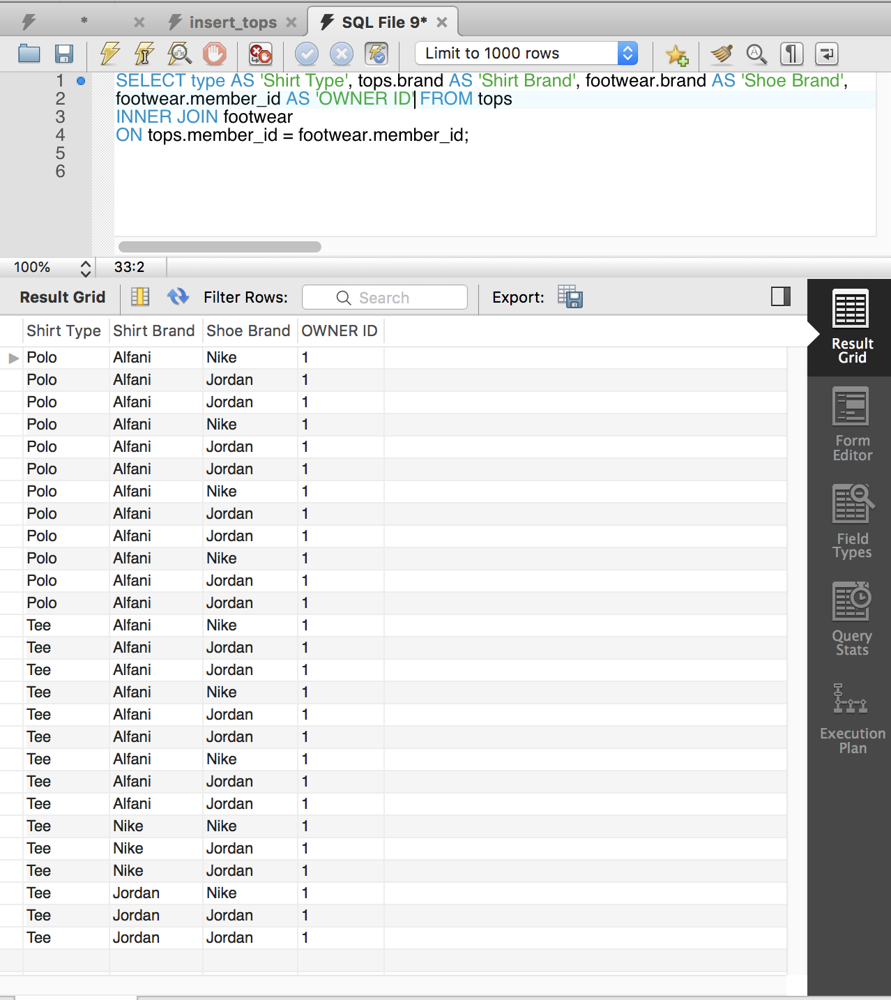 * × insert_tops × SQL File 9* ×
Limit to 1000 rows
1 SELECT type AS 'Shirt Type', tops.brand AS 'Shirt Brand', footwear.brand AS 'Shoe Brand',
2 footwear.member_id AS 'OWNER ID' FROM tops
3 INNER JOIN footwear
4 ON tops.member_id = footwear.member_id;
5
6
100% 33:2
Result Grid Filter Rows: Search Export:
Shirt Type Shirt Brand Shoe Brand OWNER ID
Polo Alfani Nike 1
Polo Alfani Jordan 1
Polo Alfani Jordan 1
Polo Alfani Nike 1
Polo Alfani Jordan 1
Polo Alfani Jordan 1
Polo Alfani Nike 1
Polo Alfani Jordan 1
Polo Alfani Jordan 1
Polo Alfani Nike 1
Polo Alfani Jordan 1
Polo Alfani Jordan 1
Tee Alfani Nike 1
Tee Alfani Jordan 1
Tee Alfani Jordan 1
Tee Alfani Nike 1
Tee Alfani Jordan 1
Tee Alfani Jordan 1
Tee Alfani Nike 1
Tee Alfani Jordan 1
Tee Alfani Jordan 1
Tee Nike Nike 1
Tee Nike Jordan 1
Tee Nike Jordan 1
Tee Jordan Nike 1
Tee Jordan Jordan 1
Tee Jordan Jordan 1
Result
Grid
Form
Editor
Field
Types
Query
Stats
Execution
Plan